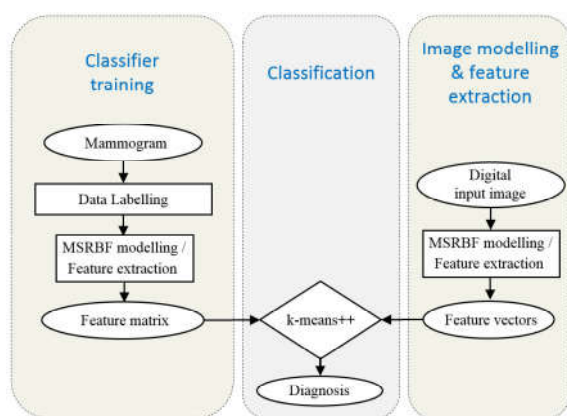 Classifier
training
Mammogram
Data Labelling
MSRBF modelling /
Feature extraction
Feature matrix
Classification
k-means++
Diagnosis
Image modelling
& feature
extraction
Digital
input image
MSRBF modelling /
Feature extraction
Feature vectors